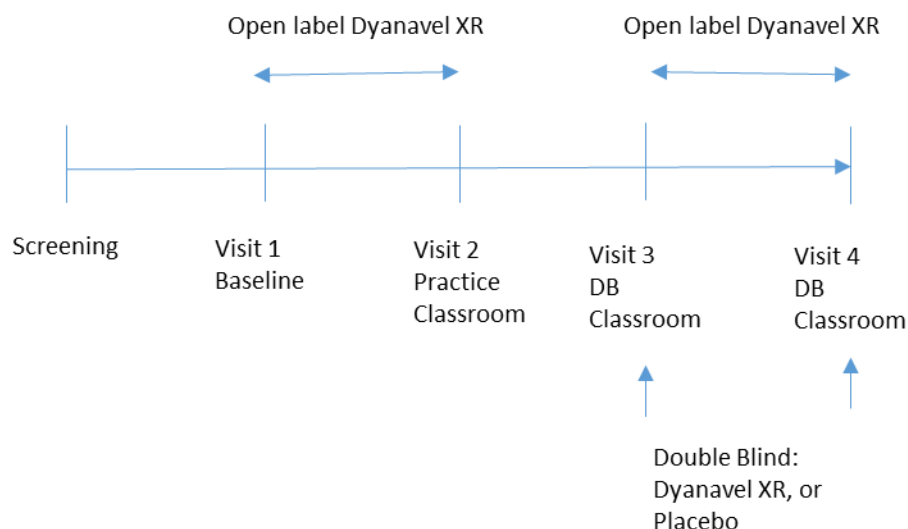 Open label Dyanavel XR
Open label Dyanavel XR
Screening
Visit 1
Baseline
Visit 2
Practice
Classroom
Visit 3
DB
Classroom
Visit 4
DB
Classroom
Double Blind:
Dyanavel XR, or
Placebo